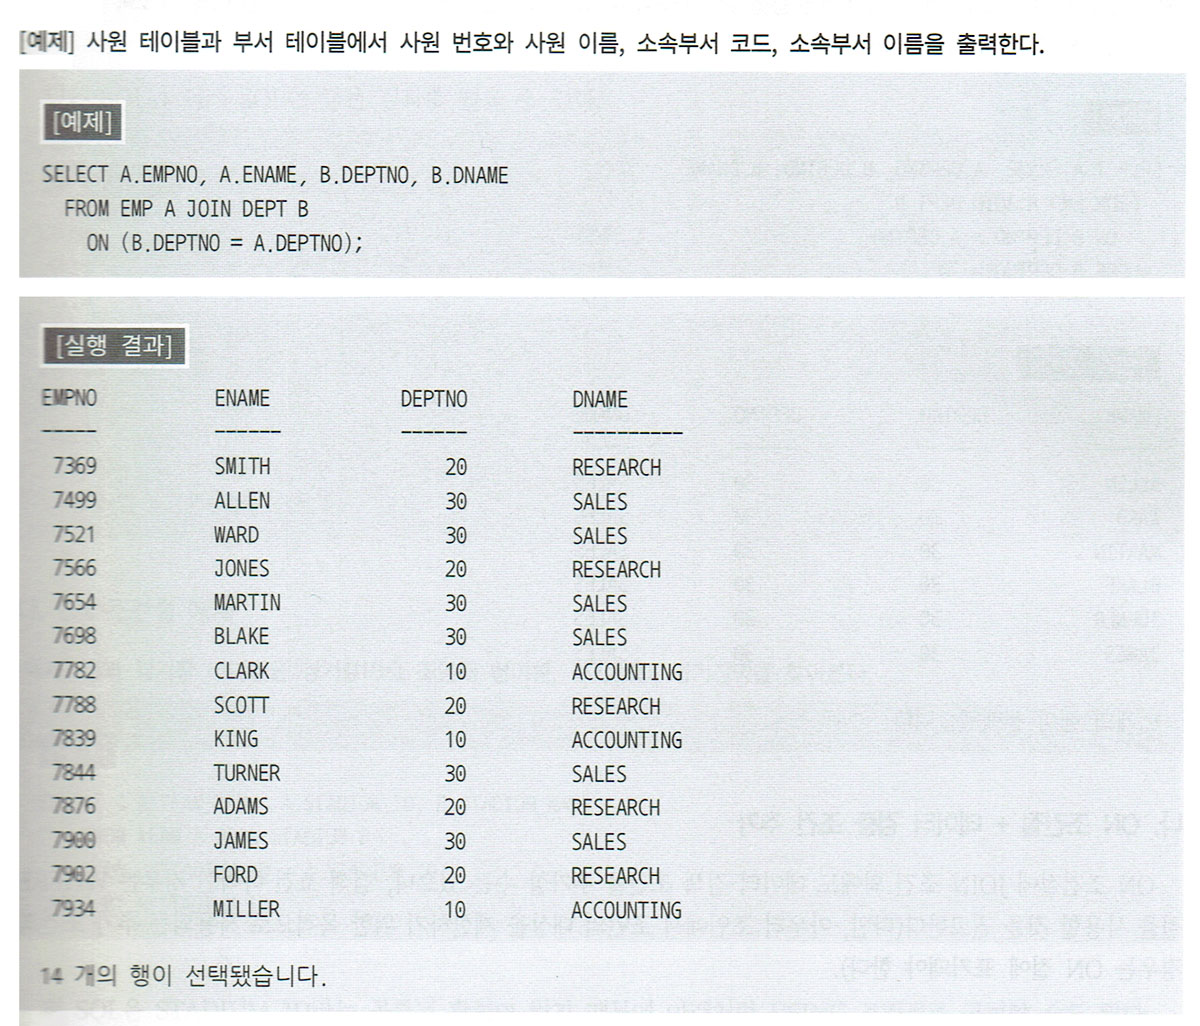 [예제] 사원 테이블과 부서 테이블에서 사원 번호와 사원 이름, 소속부서 코드, 소속부서 이름을 출력한다.
[예제]
SELECT A.EMPNO, A.ENAME, B.DEPTNO, B.DNAME
FROM EMP A JOIN DEPT B
ON (B.DEPTNO = A.DEPTNO);
[실행 결과]
EMPNO ENAME DEPTNO DNAME
----- ------ ------ ----------
7369 SMITH 20 RESEARCH
7499 ALLEN 30 SALES
7521 WARD 30 SALES
7566 JONES 20 RESEARCH
7654 MARTIN 30 SALES
7698 BLAKE 30 SALES
7782 CLARK 10 ACCOUNTING
7788 SCOTT 20 RESEARCH
7839 KING 10 ACCOUNTING
7844 TURNER 30 SALES
7876 ADAMS 20 RESEARCH
7900 JAMES 30 SALES
7902 FORD 20 RESEARCH
7934 MILLER 10 ACCOUNTING
14 개의 행이 선택됐습니다.